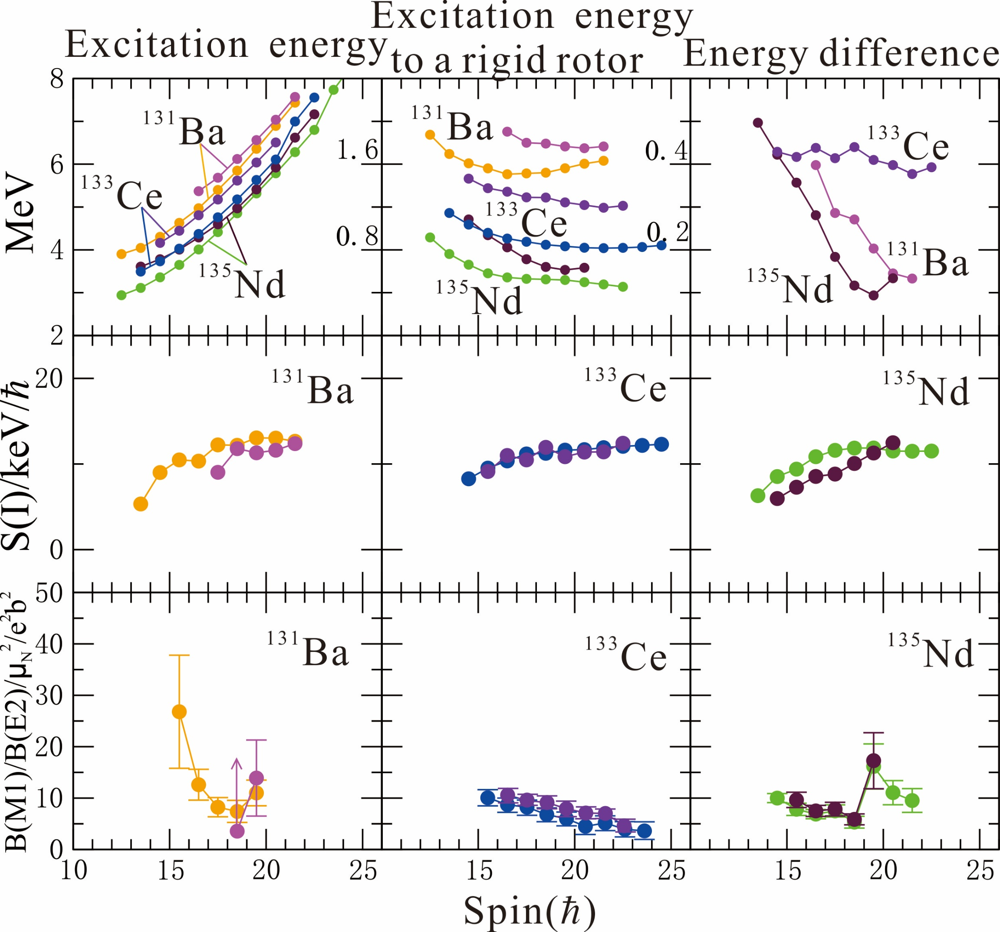 Excitation energy
Excitation energy
to a rigid rotor
Energy difference
8
6
4
2
MeV
131Ba
133Ce
135Nd
1.6
0.8
131Ba
133Ce
135Nd
0.4
0.2
133Ce
131Ba
135Nd
20
0
S(I)/keV/ħ
131Ba
133Ce
135Nd
50
40
30
20
10
0
B(M1)/B(E2)/μN²/e²b²
131Ba
133Ce
135Nd
10 15 20 25 15 20 25 15 20 25
Spin(ħ)